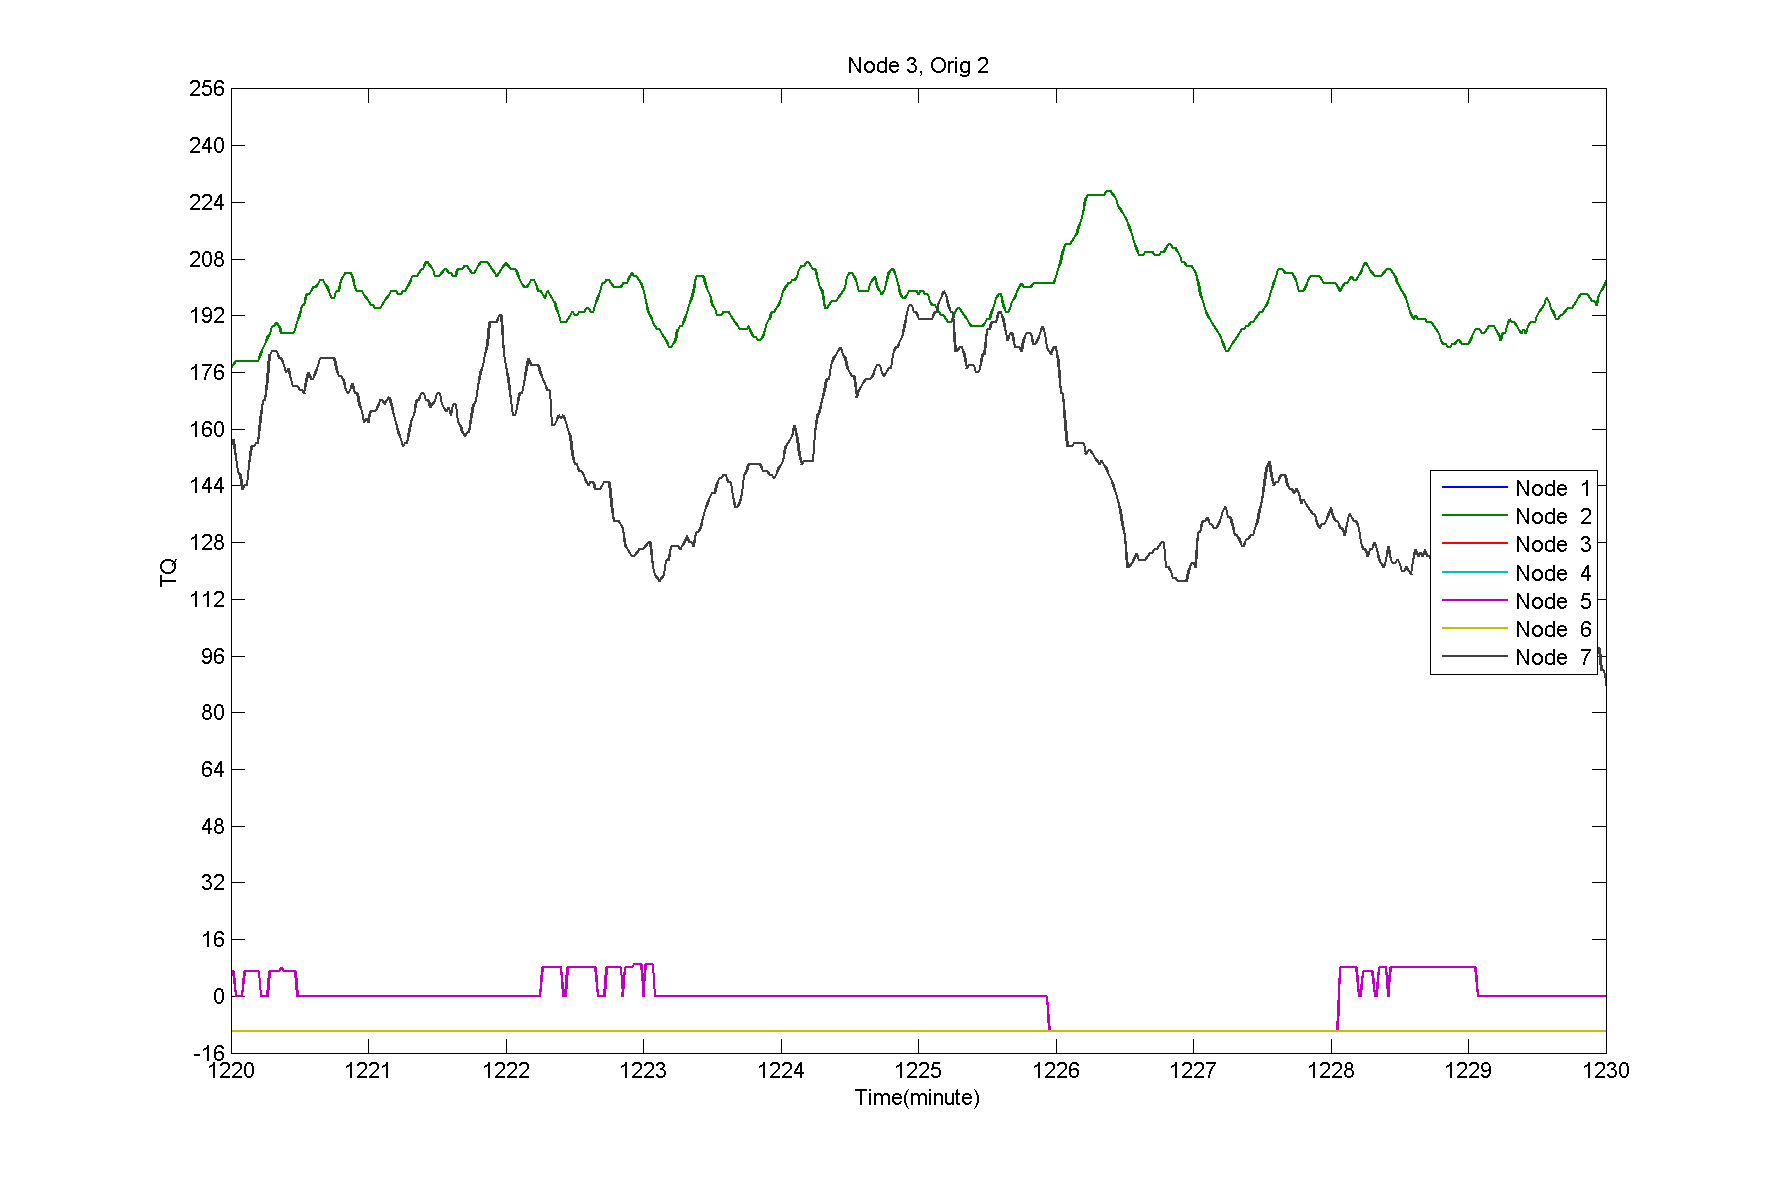 Node 3, Orig 2
256
240
224
208
192
176
160
144
128
112
96
80
64
48
32
16
0
-16
TQ
Node 1
Node 2
Node 3
Node 4
Node 5
Node 6
Node 7
1220 1221 1222 1223 1224 1225 1226 1227 1228 1229 1230
Time(minute)